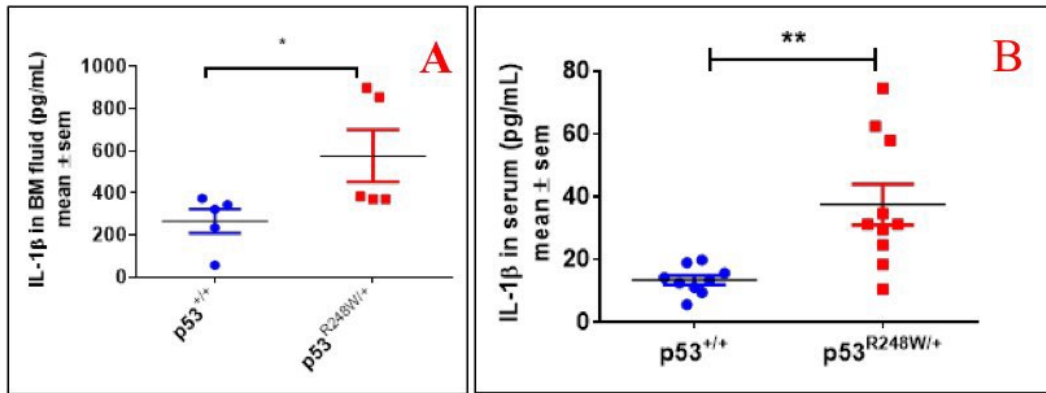 A
*
IL-1β in BM fluid (pg/mL)
mean ± sem
1000
800
600
400
200
0
p53+/+
p53R248W/+
B
**
IL-1β in serum (pg/mL)
mean ± sem
80
60
40
20
0
p53+/+
p53R248W/+